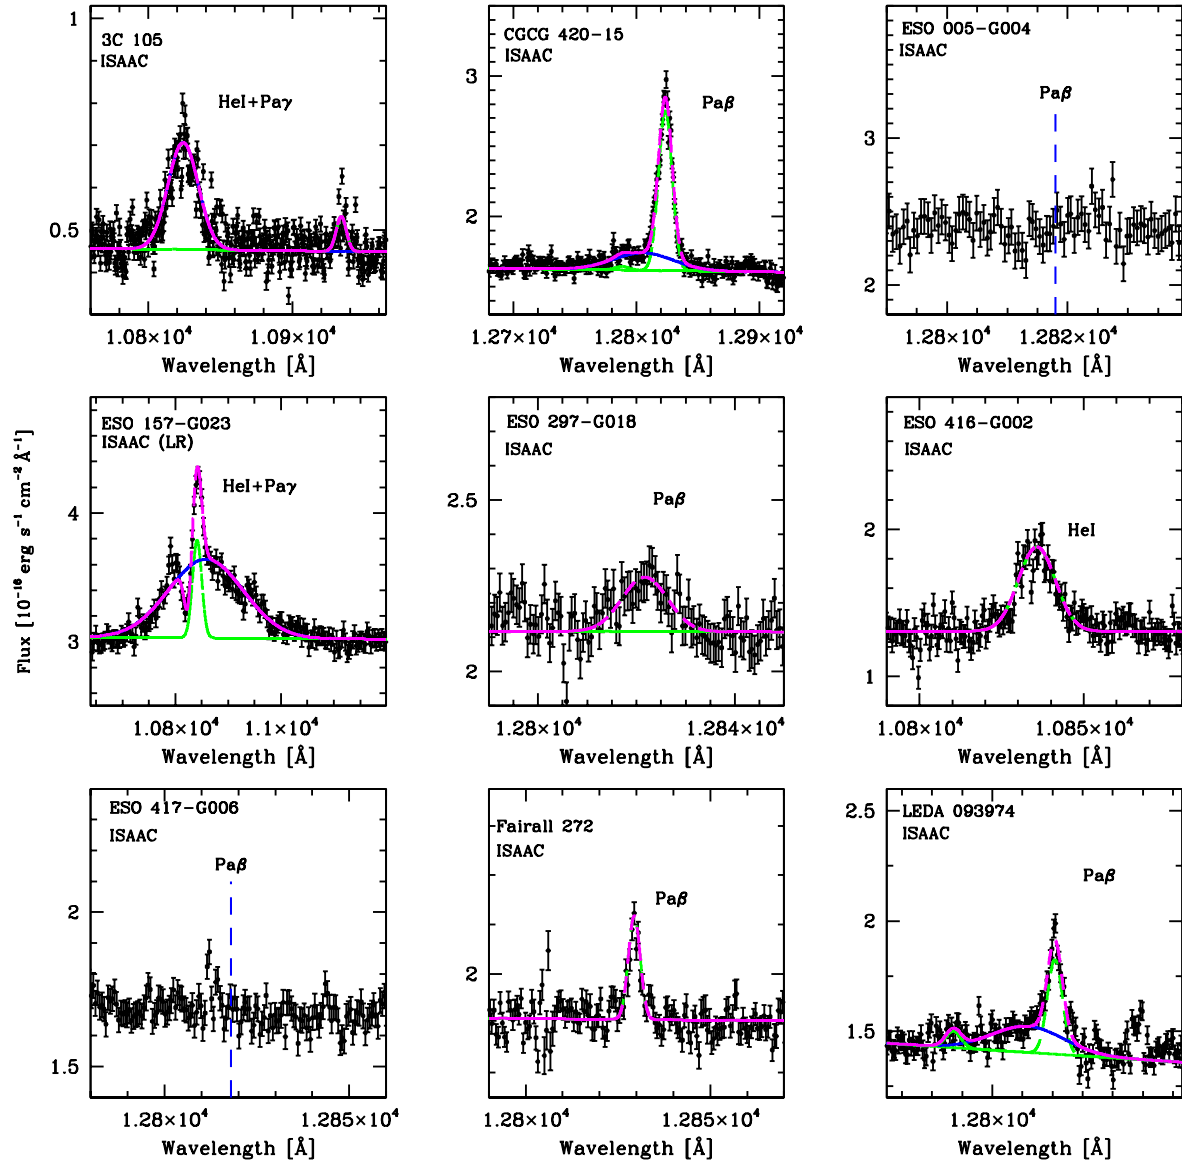 3C 105
ISAAC
HeI+Paγ
1
0.5
1.08×10⁴ 1.09×10⁴
Wavelength [Å]
CGCG 420-15
ISAAC
Paβ
3
2
1.27×10⁴ 1.28×10⁴ 1.29×10⁴
Wavelength [Å]
ESO 005-G004
ISAAC
Paβ
3
2
1.28×10⁴ 1.282×10⁴
Wavelength [Å]
Flux [10⁻¹⁶ erg s⁻¹ cm⁻² Å⁻¹]
ESO 157-G023
ISAAC (LR)
HeI+Paγ
4
3
1.08×10⁴ 1.1×10⁴
Wavelength [Å]
ESO 297-G018
ISAAC
Paβ
2.5
2
1.28×10⁴ 1.284×10⁴
Wavelength [Å]
ESO 416-G002
ISAAC
HeI
2
1
1.08×10⁴ 1.085×10⁴
Wavelength [Å]
ESO 417-G006
ISAAC
Paβ
2
1.5
1.28×10⁴ 1.285×10⁴
Wavelength [Å]
Fairall 272
ISAAC
Paβ
2
1.28×10⁴ 1.285×10⁴
Wavelength [Å]
LEDA 093974
ISAAC
Paβ
2.5
2
1.5
1.28×10⁴
Wavelength [Å]